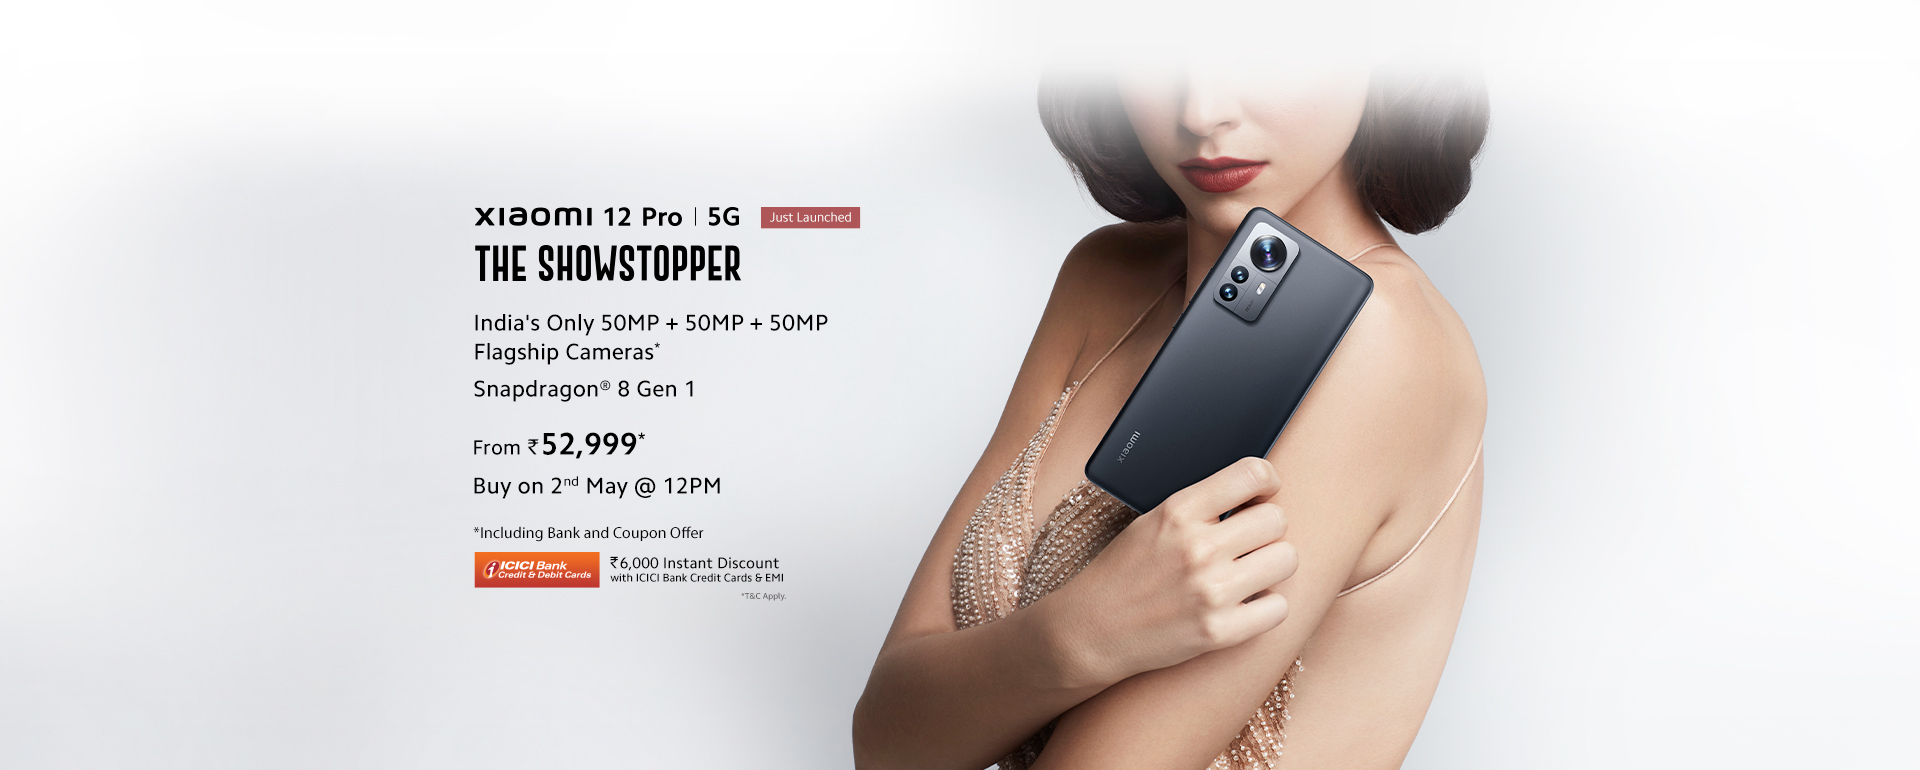 xiaomi 12 Pro | 5G Just Launched
THE SHOWSTOPPER
India's Only 50MP + 50MP + 50MP
Flagship Cameras*
Snapdragon® 8 Gen 1
From ₹52,999*
Buy on 2nd May @ 12PM
*Including Bank and Coupon Offer
ICICI Bank
Credit & Debit Cards
₹6,000 Instant Discount
with ICICI Bank Credit Cards & EMI
*T&C Apply.
xiaomi